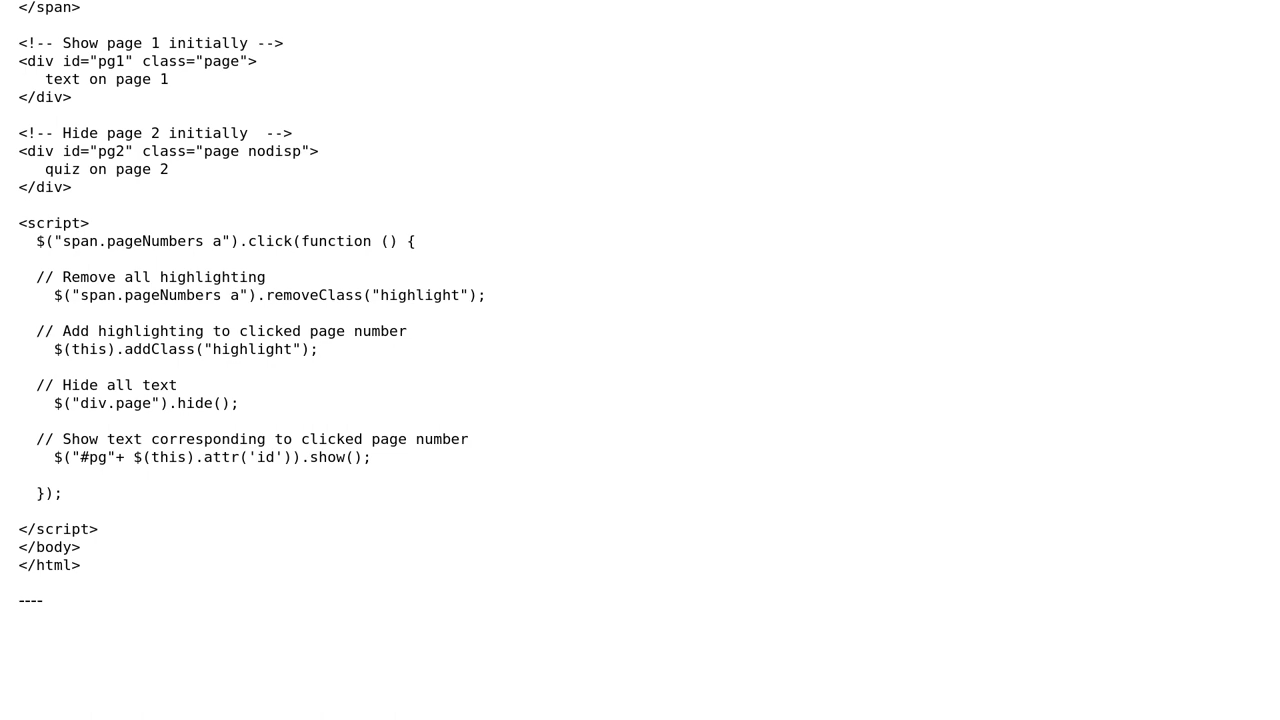 </span>
<!-- Show page 1 initially -->
<div id="pg1" class="page">
   text on page 1
</div>
<!-- Hide page 2 initially  -->
<div id="pg2" class="page nodisp">
   quiz on page 2
</div>
<script>
  $("span.pageNumbers a").click(function () {
  // Remove all highlighting
    $("span.pageNumbers a").removeClass("highlight");
  // Add highlighting to clicked page number
    $(this).addClass("highlight");
  // Hide all text
    $("div.page").hide();
  // Show text corresponding to clicked page number
    $("#pg"+ $(this).attr('id')).show();
  });
</script>
</body>
</html>
----